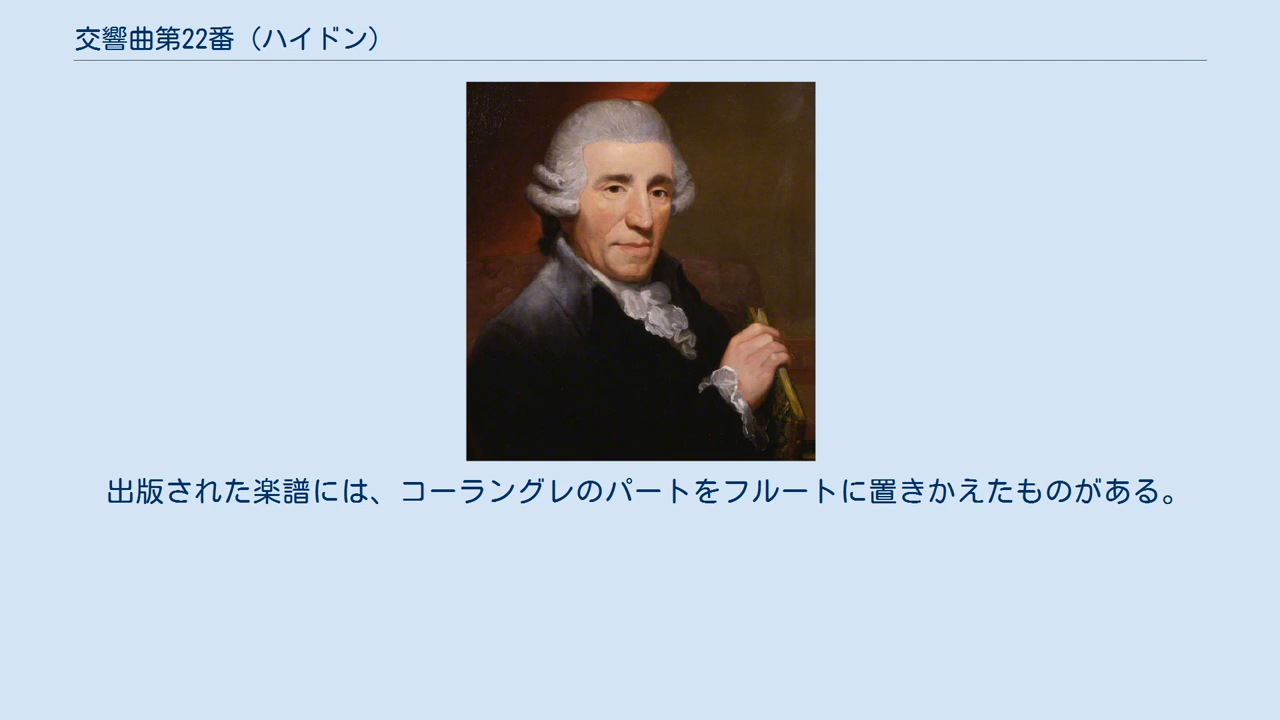 交響曲第22番（ハイドン）
出版された楽譜には、コーラングレのパートをフルートに置きかえたものがある。